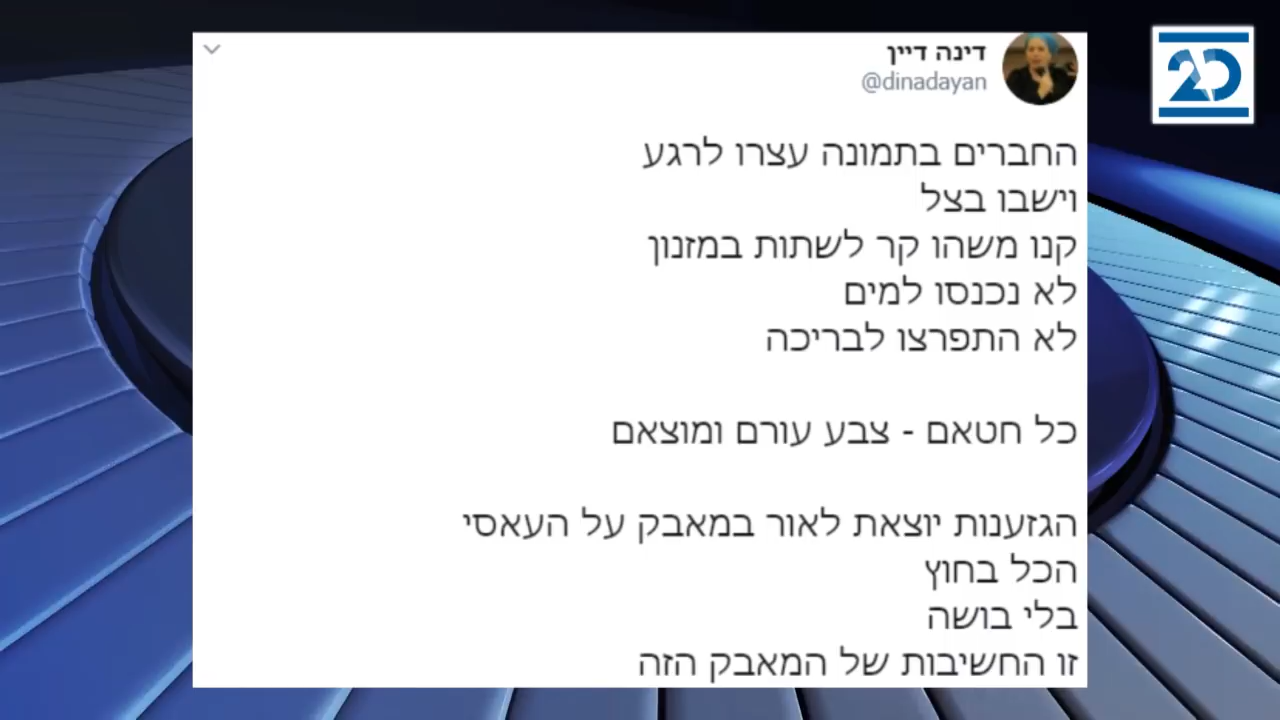 דינה דיין
@dinadayan
20
החברים בתמונה עצרו לרגע
וישבו בצל
קנו משהו קר לשתות במזנון
לא נכנסו למים
לא התפרצו לבריכה
כל חטאם - צבע עורם ומוצאם
הגזענות יוצאת לאור במאבק על העאסי
הכל בחוץ
בלי בושה
זו החשיבות של המאבק הזה